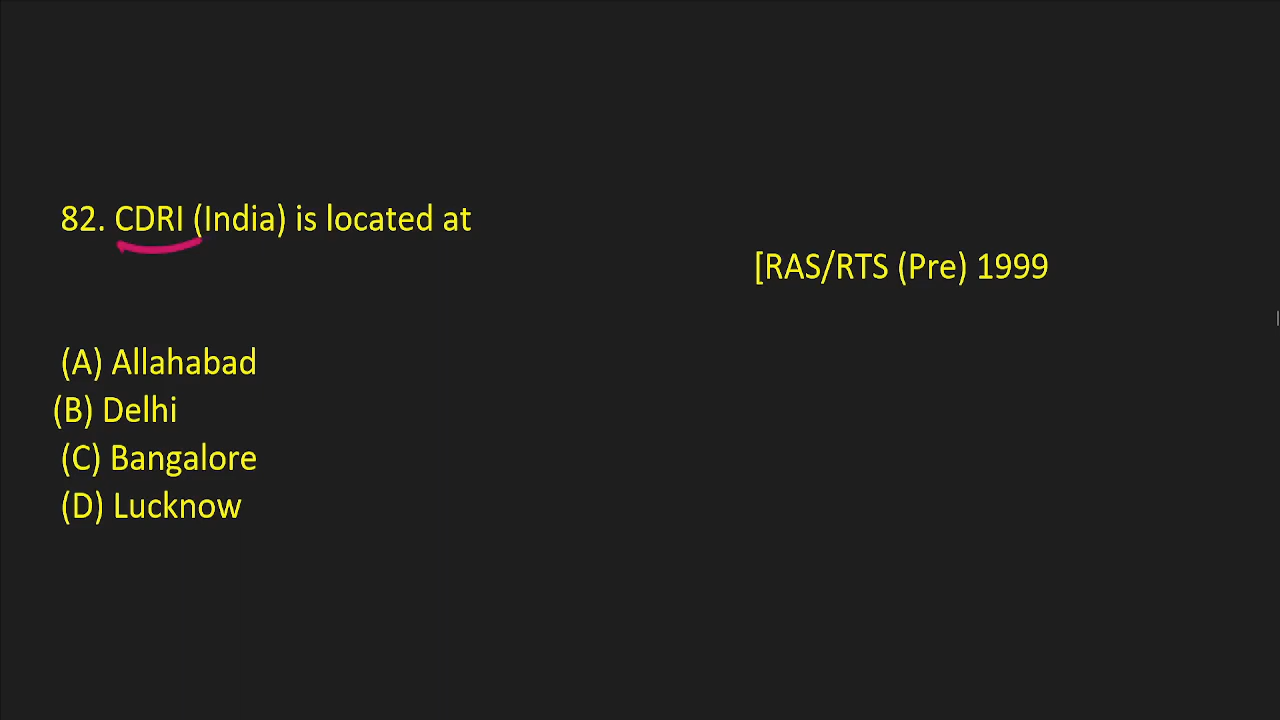 82. CDRI (India) is located at
[RAS/RTS (Pre) 1999
(A) Allahabad
(B) Delhi
(C) Bangalore
(D) Lucknow